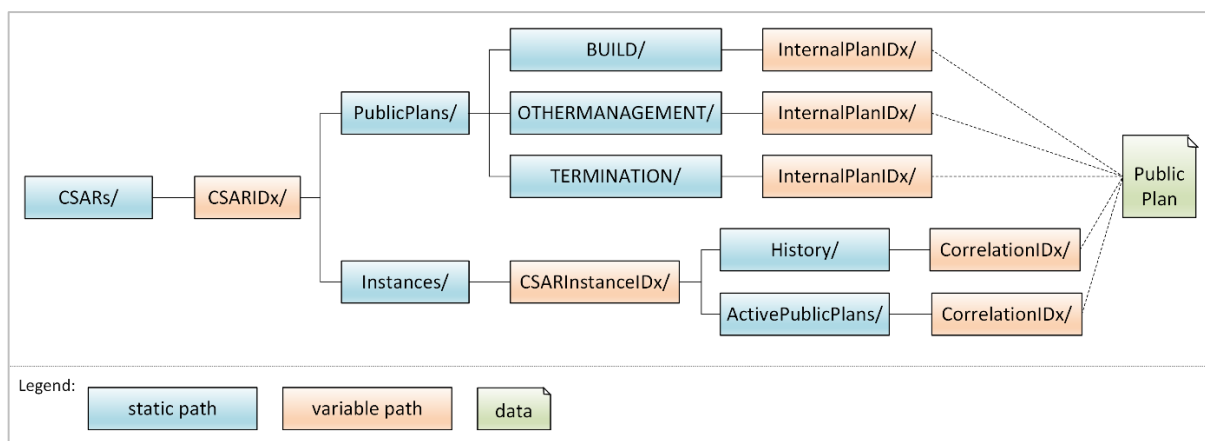 BUILD/
InternalPlanIDx/
PublicPlans/
OTHERMANAGEMENT/
InternalPlanIDx/
TERMINATION/
InternalPlanIDx/
CSARs/
CSARIDx/
Public
Plan
History/
CorrelationIDx/
Instances/
CSARInstanceIDx/
ActivePublicPlans/
CorrelationIDx/
Legend:
static path
variable path
data